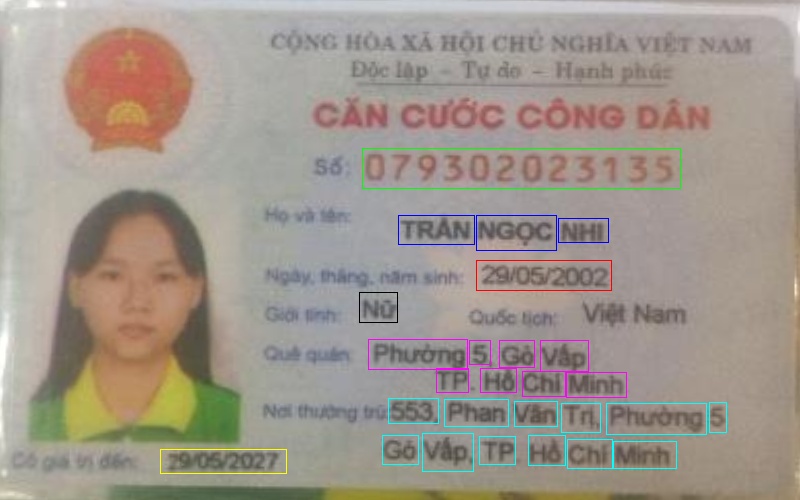 CỘNG HÒA XÃ HỘI CHỦ NGHĨA VIỆT NAM
Độc lập - Tự do - Hạnh phúc
CĂN CƯỚC CÔNG DÂN
Số: 079302023135
Họ và tên:
TRẦN NGỌC NHI
Ngày, tháng, năm sinh: 29/05/2002
Giới tính: Nữ Quốc tịch: Việt Nam
Quê quán: Phường 5, Gò Vấp
TP. Hồ Chí Minh
Nơi thường trú: 553, Phan Văn Trị, Phường 5
Gò Vấp, TP. Hồ Chí Minh
Có giá trị đến: 29/05/2027